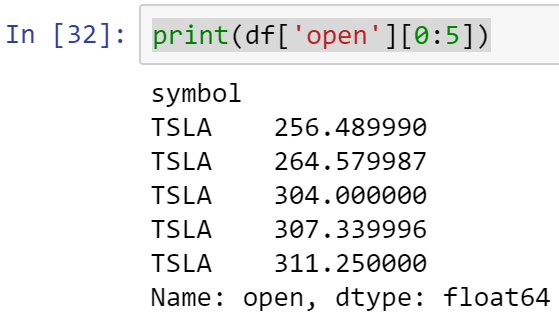 In [32]: print(df['open'][0:5])
symbol
TSLA    256.489990
TSLA    264.579987
TSLA    304.000000
TSLA    307.339996
TSLA    311.250000
Name: open, dtype: float64